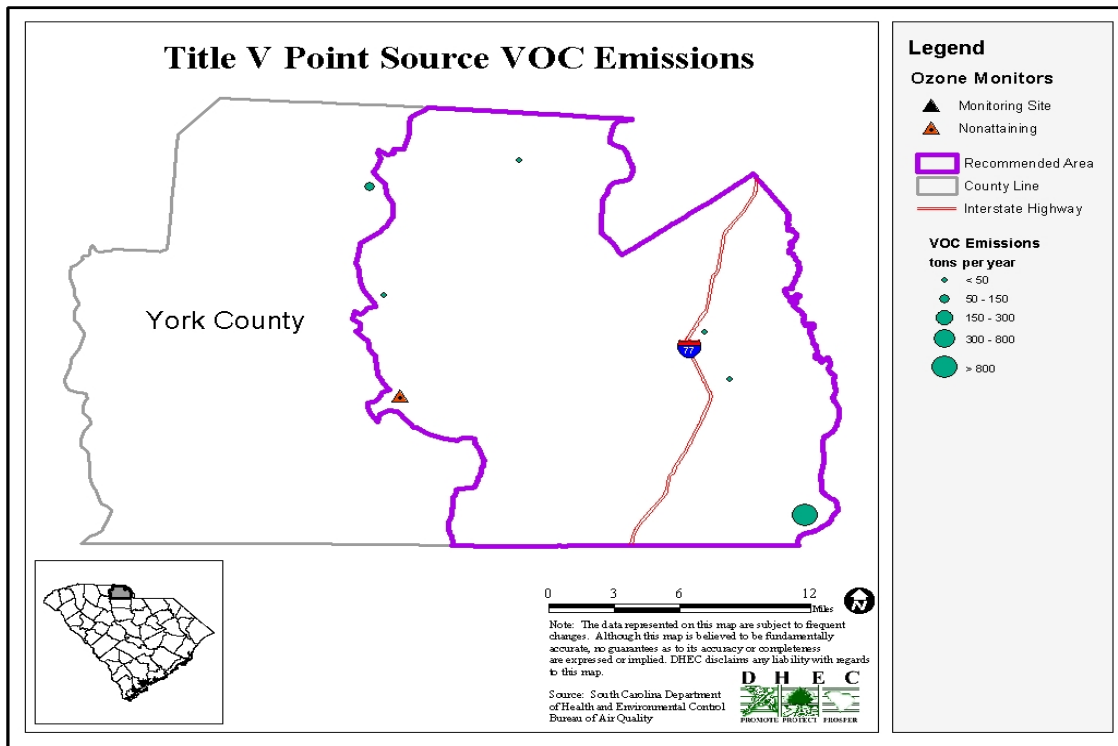 Title V Point Source VOC Emissions
York County
77
0 3 6 12
Miles
N
Note: The data represented on this map are subject to frequent
changes. Although this map is believed to be fundamentally
accurate, no guarantees as to its accuracy or completeness
are expressed or implied. DHEC disclaims any liability with regards
to this map.
Source: South Carolina Department
of Health and Environmental Control
Bureau of Air Quality
D H E C
PROMOTE PROTECT PROSPER
Legend
Ozone Monitors
Monitoring Site
Nonattaining
Recommended Area
County Line
Interstate Highway
VOC Emissions
tons per year
< 50
50 - 150
150 - 300
300 - 800
> 800